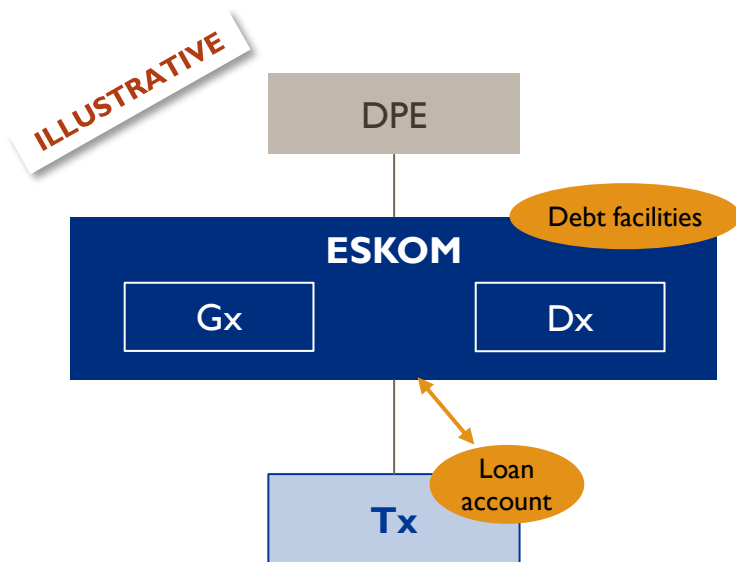 ILLUSTRATIVE
DPE
Debt facilities
ESKOM
Gx
Dx
Loan
account
Tx